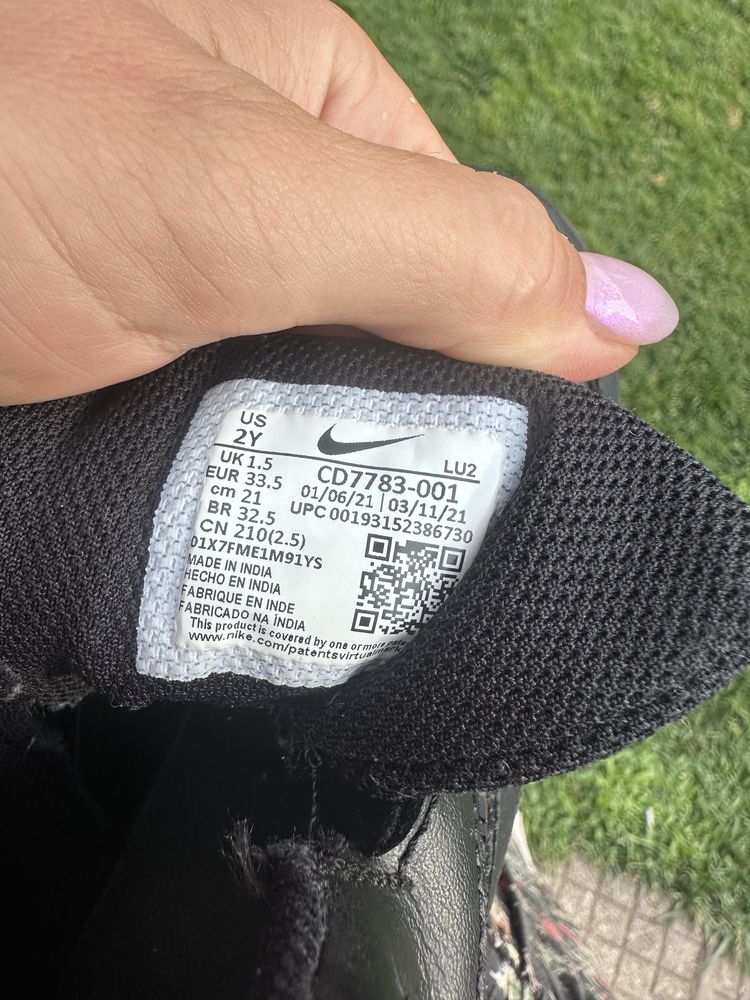 US
2Y
LU2
UK 1.5
CD7783-001
EUR 33.5
01/06/21 | 03/11/21
cm 21
UPC 00193152386730
BR 32.5
CN 210(2.5)
01X7FME1M91YS
MADE IN INDIA
HECHO EN INDIA
FABRIQUE EN INDE
FABRICADO NA ÍNDIA
This product is covered by one or more
www.nike.com/patents